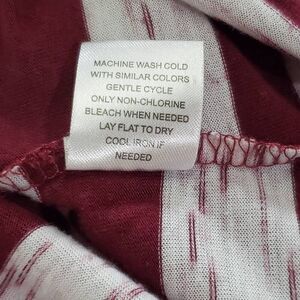 MACHINE WASH COLD
WITH SIMILAR COLORS
GENTLE CYCLE
ONLY NON-CHLORINE
BLEACH WHEN NEEDED
LAY FLAT TO DRY
COOL IRON IF
NEEDED